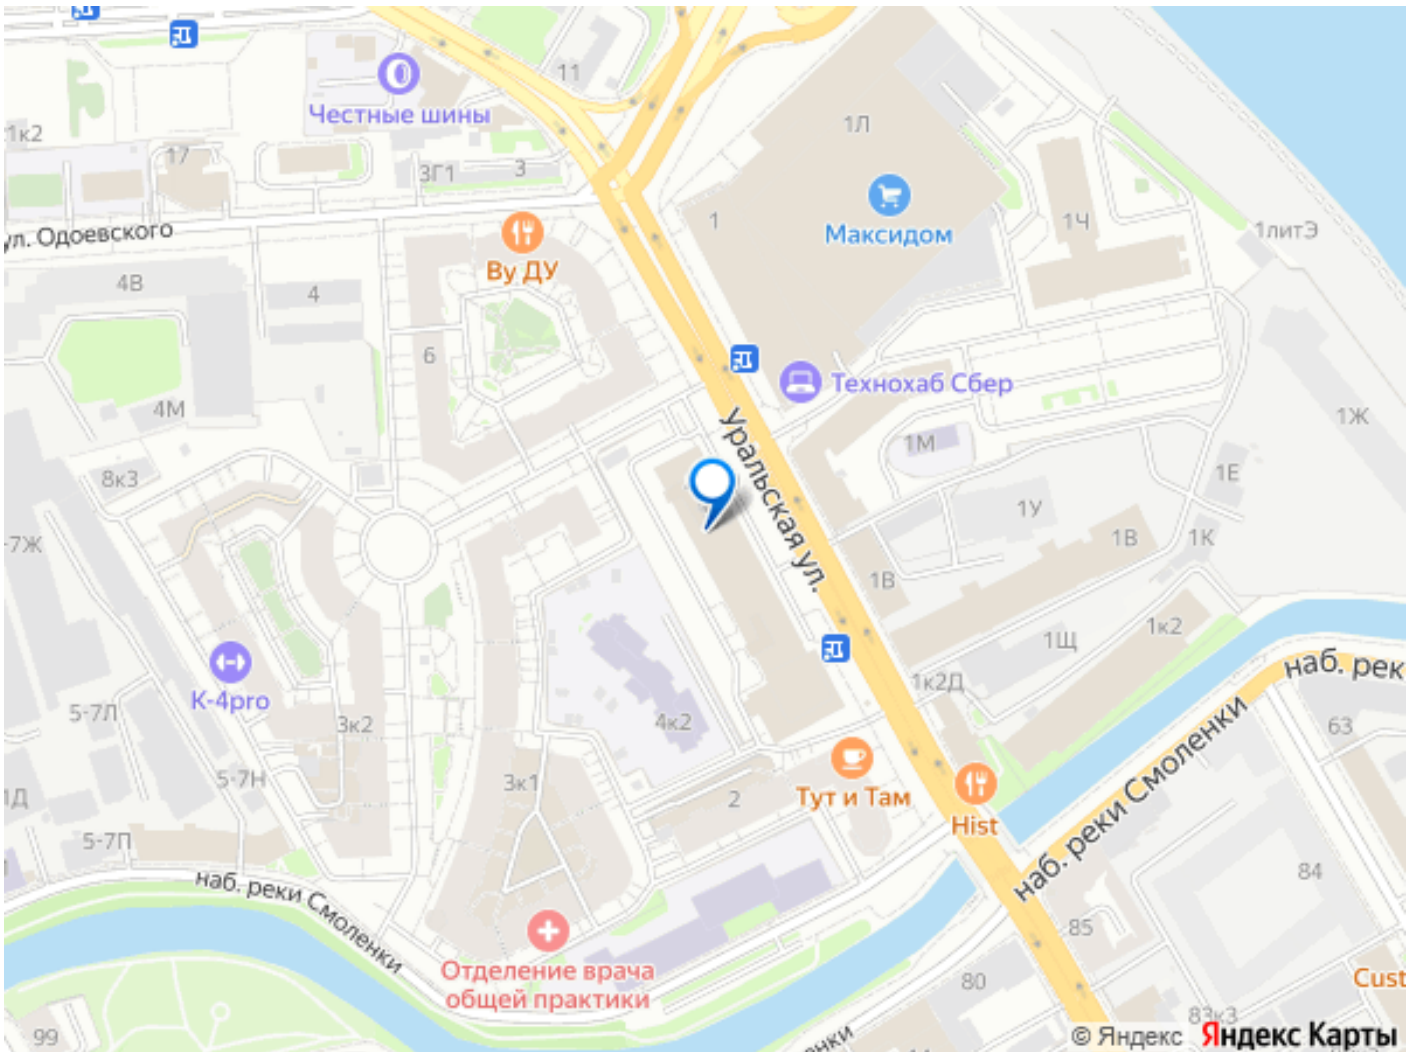 11
1Л
Честные шины
1к2
17
3Г1
3
Максидом
1
1Ч
1литЭ
ул. Одоевского
Ву ДУ
4В
4
6
Технохаб Сбер
4М
1Ж
Уральская ул.
1М
8к3
1Е
1У
-7Ж
1В
1К
1В
1Щ
1к2
наб. рек
К-4pro
1к2Д
5-7Л
3к2
4к2
63
5-7Н
3к1
2
Тут и Там
1Д
Hist
наб. реки Смоленки
5-7П
наб. реки Смоленки
84
85
Отделение врача
общей практики
80
Cust
83к3
99
нки
© Яндекс
Яндекс Карты